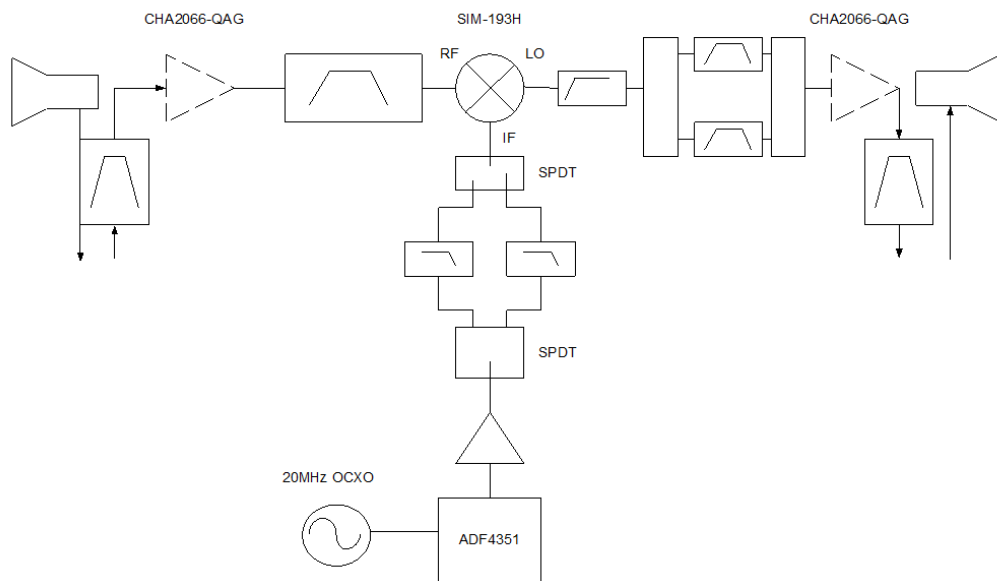 CHA2066-QAG
SIM-193H
CHA2066-QAG
RF
LO
IF
SPDT
SPDT
20MHz OCXO
ADF4351